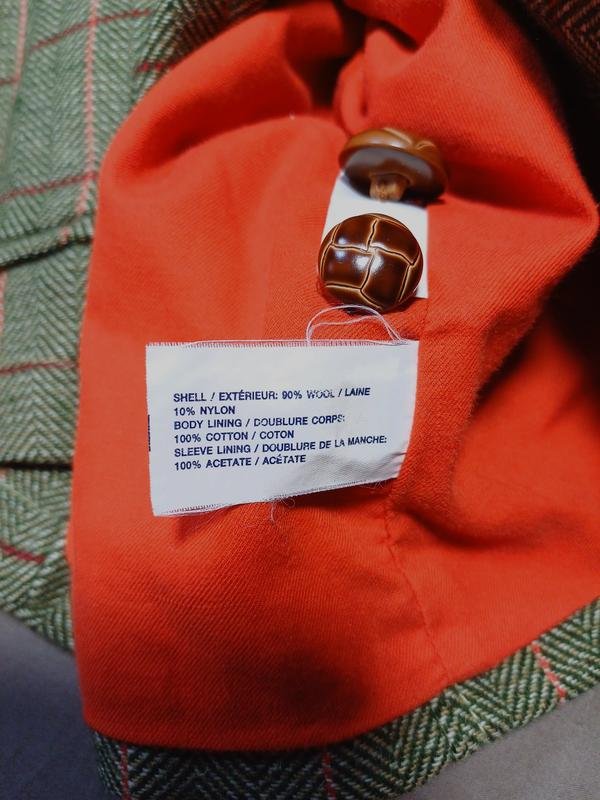 SHELL / EXTÉRIEUR: 90% WOOL / LAINE
10% NYLON
BODY LINING / DOUBLURE CORPS:
100% COTTON / COTON
SLEEVE LINING / DOUBLURE DE LA MANCHE:
100% ACETATE / ACÉTATE